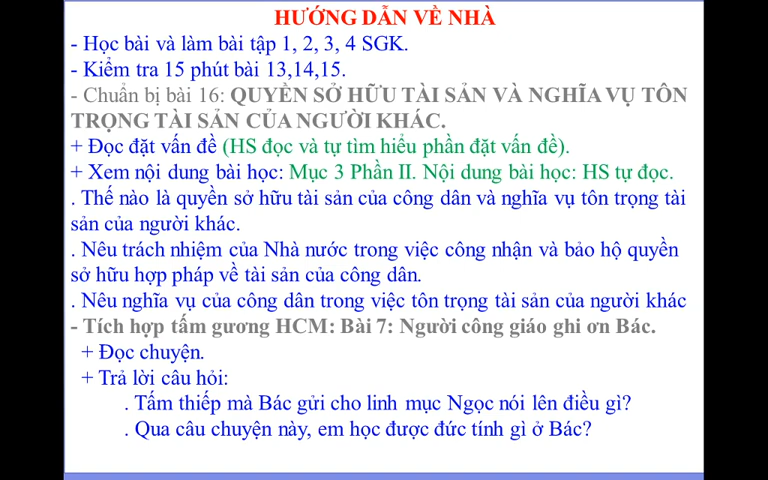 HƯỚNG DẪN VỀ NHÀ
- Học bài và làm bài tập 1, 2, 3, 4 SGK.
- Kiểm tra 15 phút bài 13,14,15.
- Chuẩn bị bài 16: QUYỀN SỞ HỮU TÀI SẢN VÀ NGHĨA VỤ TÔN
TRỌNG TÀI SẢN CỦA NGƯỜI KHÁC.
+ Đọc đặt vấn đề (HS đọc và tự tìm hiểu phần đặt vấn đề).
+ Xem nội dung bài học: Mục 3 Phần II. Nội dung bài học: HS tự đọc.
. Thế nào là quyền sở hữu tài sản của công dân và nghĩa vụ tôn trọng tài
sản của người khác.
. Nêu trách nhiệm của Nhà nước trong việc công nhận và bảo hộ quyền
sở hữu hợp pháp về tài sản của công dân.
. Nêu nghĩa vụ của công dân trong việc tôn trọng tài sản của người khác
- Tích hợp tấm gương HCM: Bài 7: Người công giáo ghi ơn Bác.
+ Đọc chuyện.
+ Trả lời câu hỏi:
. Tấm thiếp mà Bác gửi cho linh mục Ngọc nói lên điều gì?
. Qua câu chuyện này, em học được đức tính gì ở Bác?